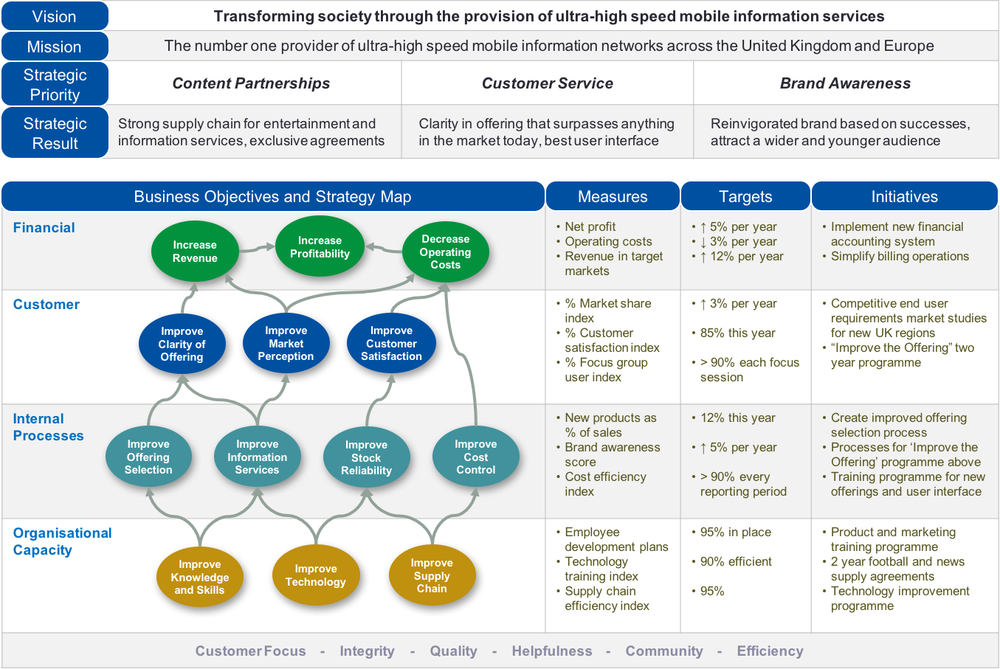 Vision
Transforming society through the provision of ultra-high speed mobile information services
Mission
The number one provider of ultra-high speed mobile information networks across the United Kingdom and Europe
Strategic
Priority
Content Partnerships
Customer Service
Brand Awareness
Strategic
Result
Strong supply chain for entertainment and
information services, exclusive agreements
Clarity in offering that surpasses anything
in the market today, best user interface
Reinvigorated brand based on successes,
attract a wider and younger audience
Business Objectives and Strategy Map
Measures
Targets
Initiatives
Financial
Increase
Revenue
Increase
Profitability
Decrease
Operating
Costs
• Net profit
• Operating costs
• Revenue in target
markets
• ↑ 5% per year
• ↓ 3% per year
• ↑ 12% per year
• Implement new financial
accounting system
• Simplify billing operations
Customer
Improve
Clarity of
Offering
Improve
Market
Perception
Improve
Customer
Satisfaction
• % Market share
index
• % Customer
satisfaction index
• % Focus group
user index
• ↑ 3% per year
• 85% this year
• > 90% each focus
session
• Competitive end user
requirements market studies
for new UK regions
• “Improve the Offering” two
year programme
Internal
Processes
Improve
Offering
Selection
Improve
Information
Services
Improve
Stock
Reliability
Improve
Cost
Control
• New products as
% of sales
• Brand awareness
score
• Cost efficiency
index
• 12% this year
• ↑ 5% per year
• > 90% every
reporting period
• Create improved offering
selection process
• Processes for ‘Improve the
Offering’ programme above
• Training programme for new
offerings and user interface
Organisational
Capacity
Improve
Knowledge
and Skills
Improve
Technology
Improve
Supply
Chain
• Employee
development plans
• Technology
training index
• Supply chain
efficiency index
• 95% in place
• 90% efficient
• 95%
• Product and marketing
training programme
• 2 year football and news
supply agreements
• Technology improvement
programme
Customer Focus - Integrity - Quality - Helpfulness - Community - Efficiency